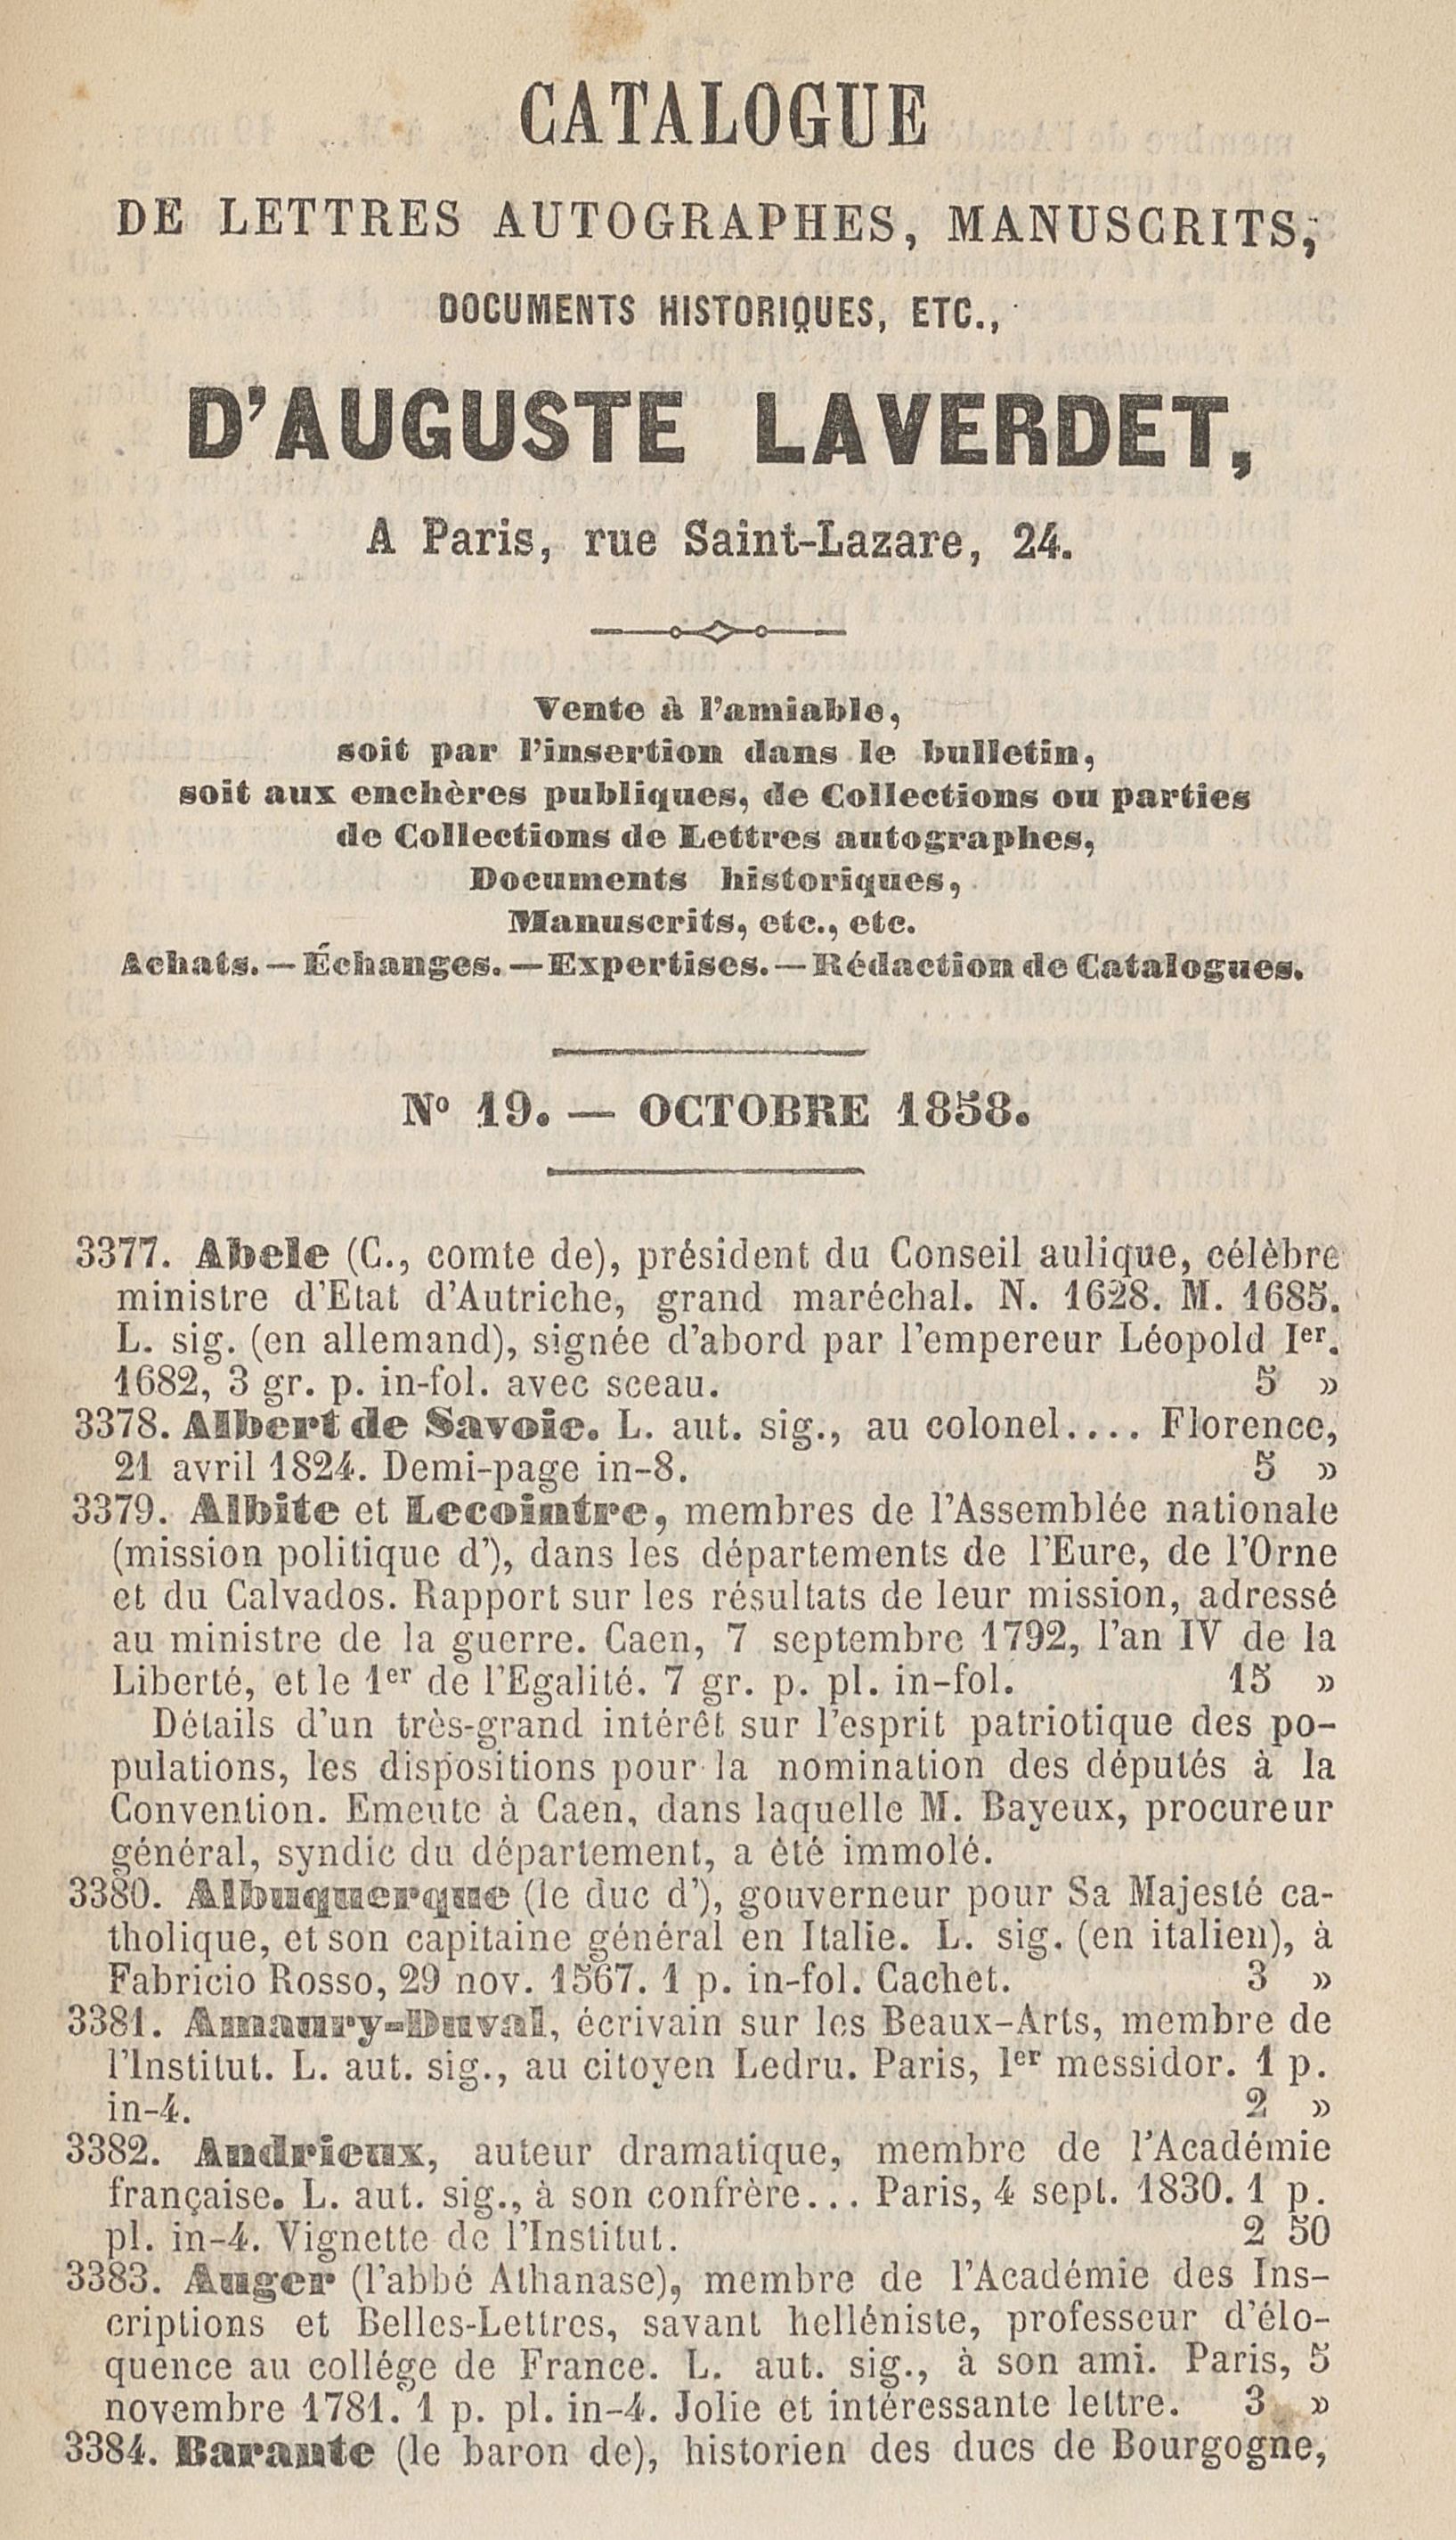 CATALOGUE
DE LETTRES AUTOGRAPHES, MANUSCRITS,
DOCUMENTS HISTORIQUES, ETC.,
D'AUGUSTE LAVERDET,
A Paris, rue Saint-Lazare, 24.
Vente à l'amiable,
soit par l'insertion dans le bulletin,
soit aux enchères publiques, de Collections ou parties
de Collections de Lettres autographes,
Documents historiques,
Manuscrits, etc., etc.
Achats. — Échanges. — Expertises. — Rédaction de Catalogues.
Nº 19. — OCTOBRE 1858.
3377. Abele (C., comte de), président du Conseil aulique, célèbre
ministre d'Etat d'Autriche, grand maréchal. N. 1628. M. 1685.
L. sig. (en allemand), signée d'abord par l'empereur Léopold Ier.
1682, 3 gr. p. in-fol. avec sceau. 5 »
3378. Albert de Savoie. L. aut. sig., au colonel.... Florence,
21 avril 1824. Demi-page in-8. 5 »
3379. Albite et Lecointre, membres de l'Assemblée nationale
(mission politique d'), dans les départements de l'Eure, de l'Orne
et du Calvados. Rapport sur les résultats de leur mission, adressé
au ministre de la guerre. Caen, 7 septembre 1792, l'an IV de la
Liberté, et le 1er de l'Egalité. 7 gr. p. pl. in-fol. 15 »
Détails d'un très-grand intérêt sur l'esprit patriotique des po-
pulations, les dispositions pour la nomination des députés à la
Convention. Emeute à Caen, dans laquelle M. Bayeux, procureur
général, syndic du département, a été immolé.
3380. Albuquerque (le duc d'), gouverneur pour Sa Majesté ca-
tholique, et son capitaine général en Italie. L. sig. (en italien), à
Fabricio Rosso, 29 nov. 1567. 1 p. in-fol. Cachet. 3 »
3381. Amaury-Duval, écrivain sur les Beaux-Arts, membre de
l'Institut. L. aut. sig., au citoyen Ledru. Paris, 1er messidor. 1 p.
in-4. 2 »
3382. Andrieux, auteur dramatique, membre de l'Académie
française. L. aut. sig., à son confrère... Paris, 4 sept. 1830. 1 p.
pl. in-4. Vignette de l'Institut. 2 50
3383. Auger (l'abbé Athanase), membre de l'Académie des Ins-
criptions et Belles-Lettres, savant helléniste, professeur d'élo-
quence au collége de France. L. aut. sig., à son ami. Paris, 5
novembre 1781. 1 p. pl. in-4. Jolie et intéressante lettre. 3 »
3384. Barante (le baron de), historien des ducs de Bourgogne,